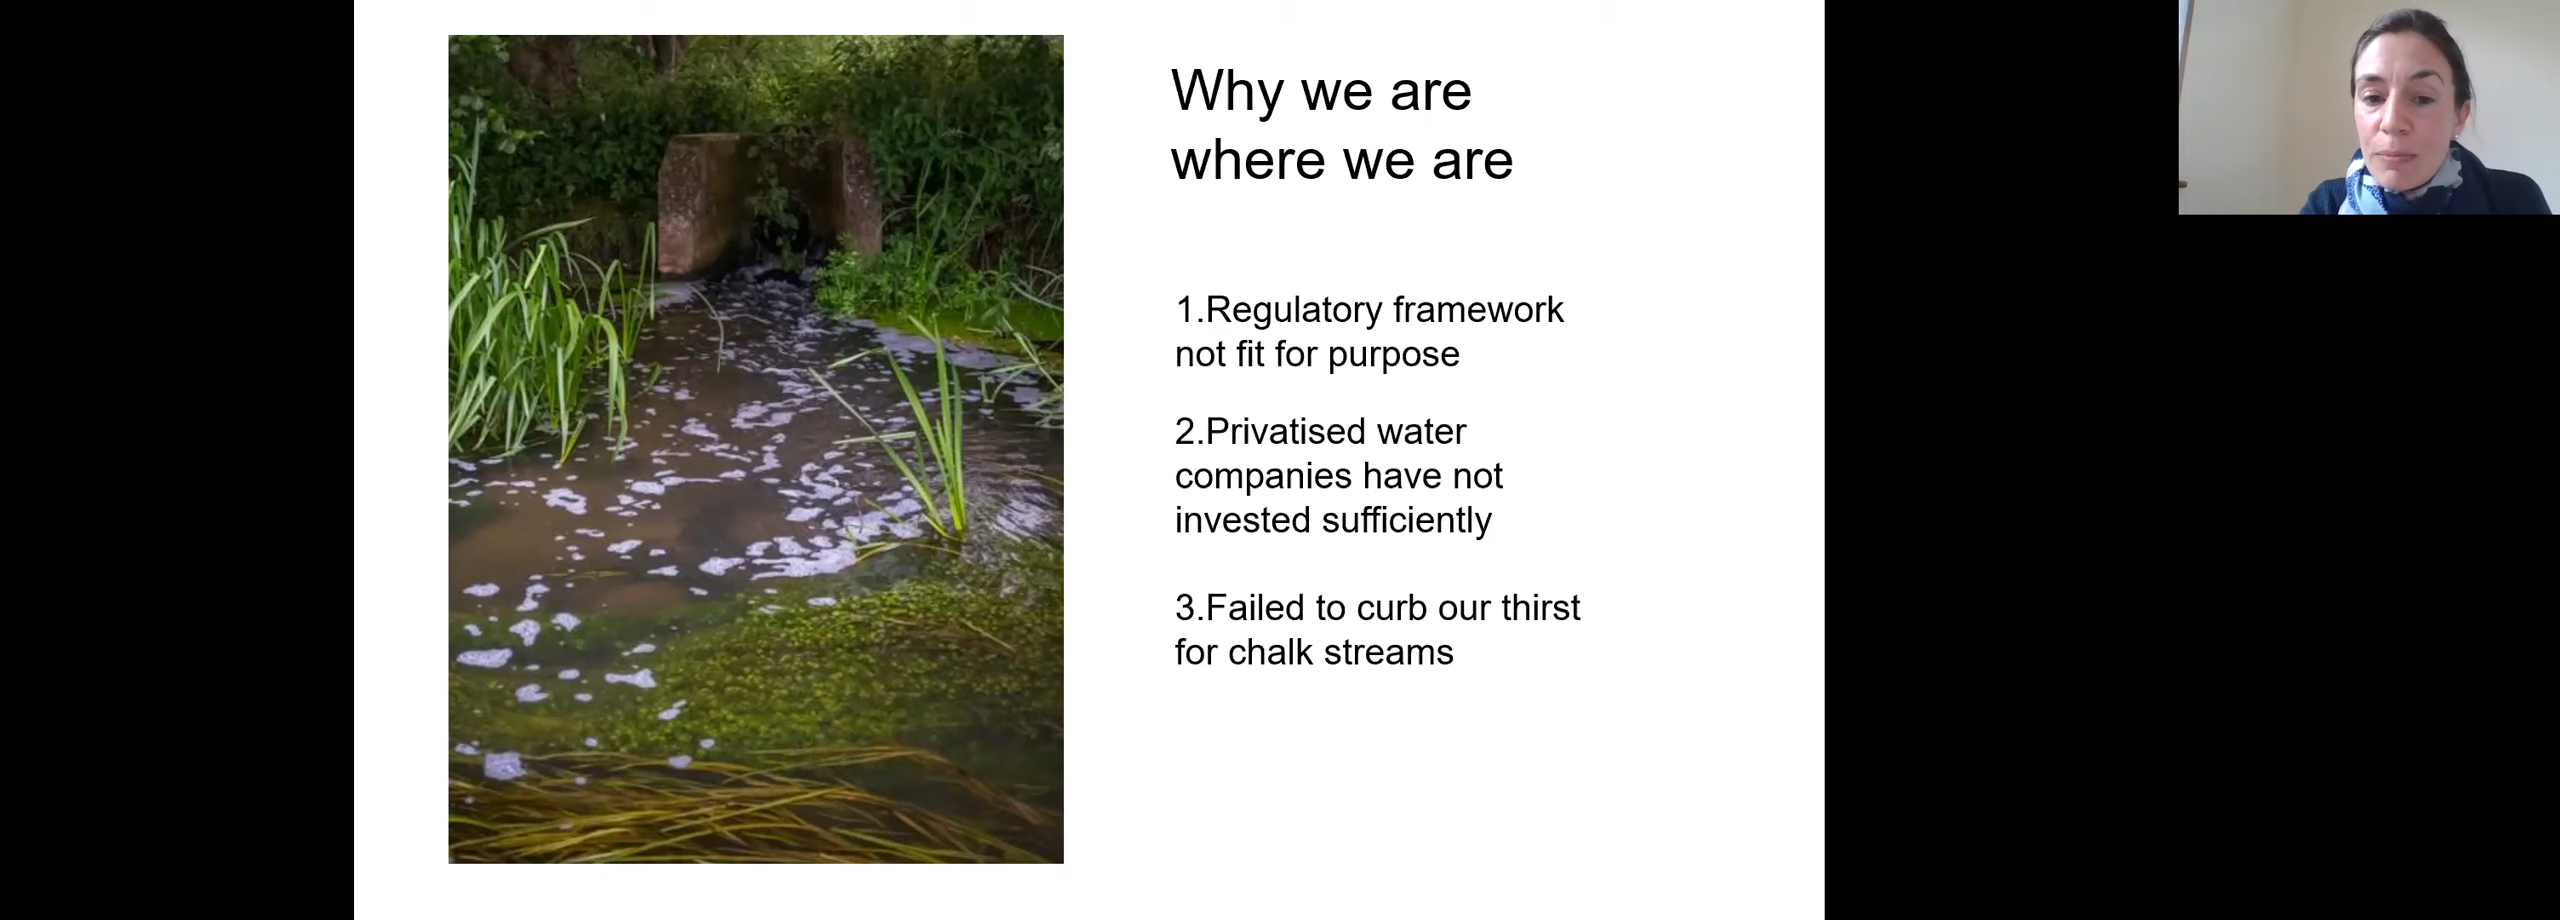 Why we are
where we are
1.Regulatory framework
not fit for purpose
2.Privatised water
companies have not
invested sufficiently
3.Failed to curb our thirst
for chalk streams